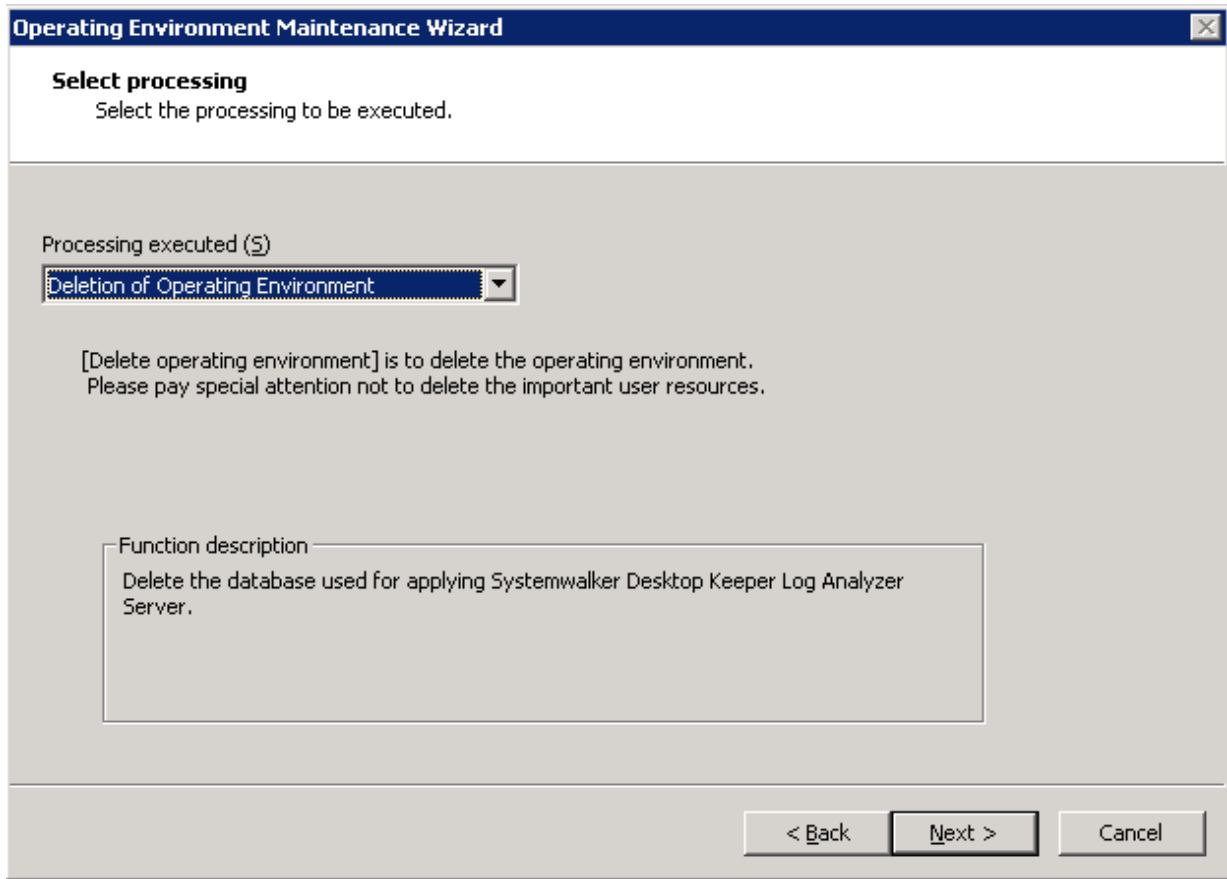 Operating Environment Maintenance Wizard
Select processing
Select the processing to be executed.
Processing executed (S)
Deletion of Operating Environment
[Delete operating environment] is to delete the operating environment.
Please pay special attention not to delete the important user resources.
Function description
Delete the database used for applying Systemwalker Desktop Keeper Log Analyzer
Server.
< Back Next > Cancel